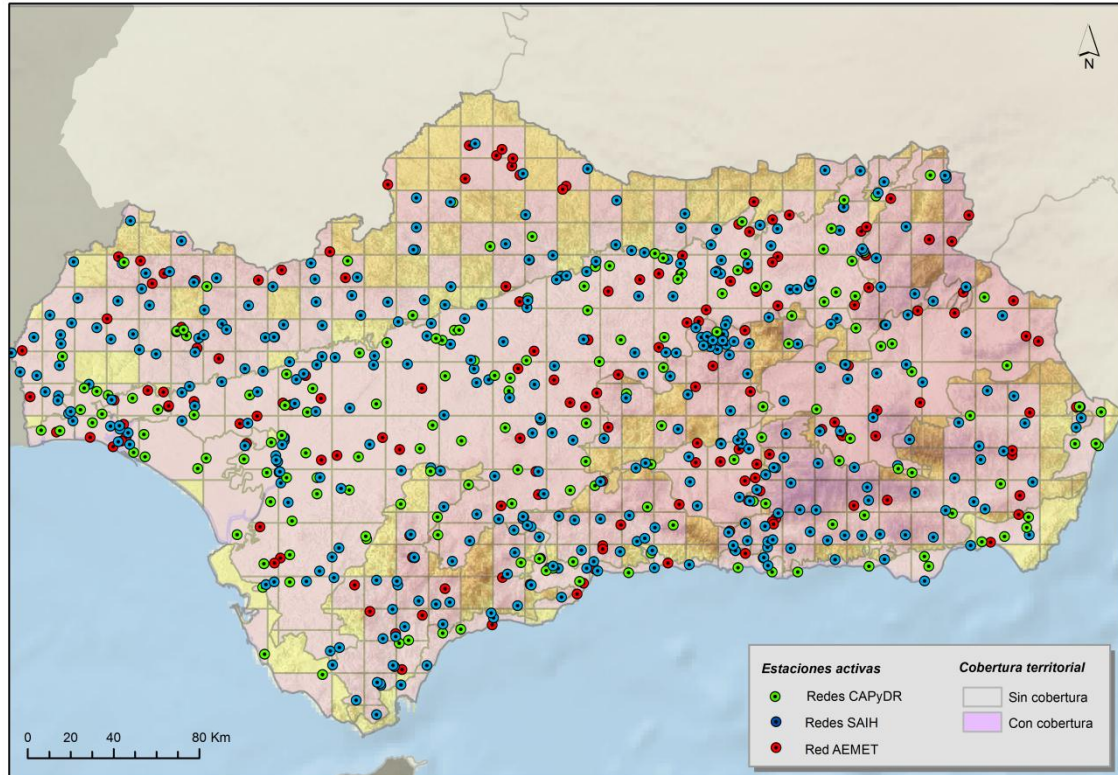 N
Estaciones activas
Redes CAPyDR
Redes SAIH
Red AEMET
Cobertura territorial
Sin cobertura
Con cobertura
0 20 40 80 Km